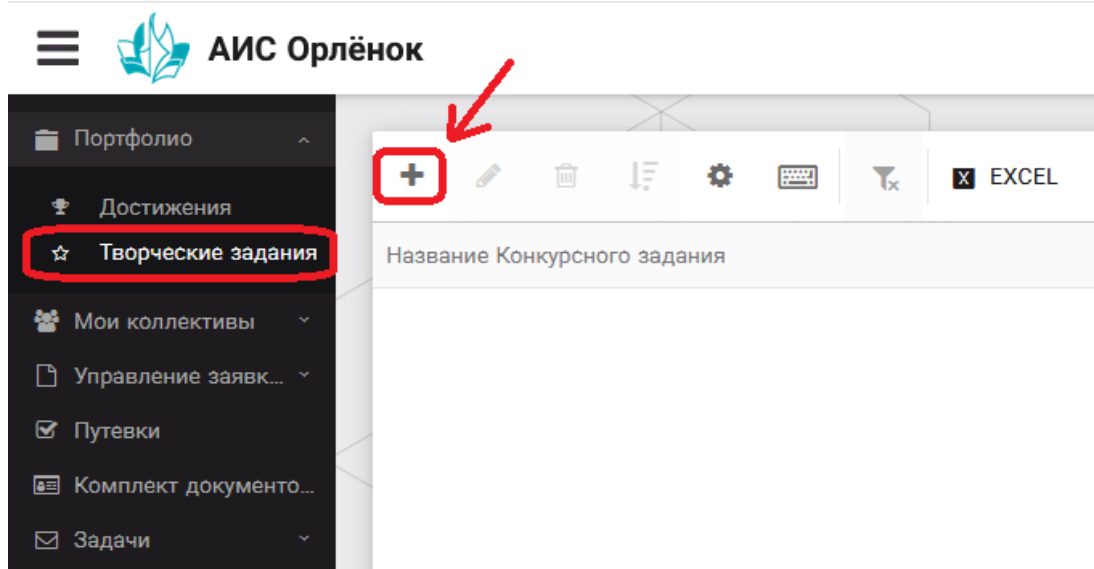 АИС Орлёнок
Портфолио
Достижения
Творческие задания
Мои коллективы
Управление заявк...
Путевки
Комплект документо...
Задачи
X EXCEL
Название Конкурсного задания